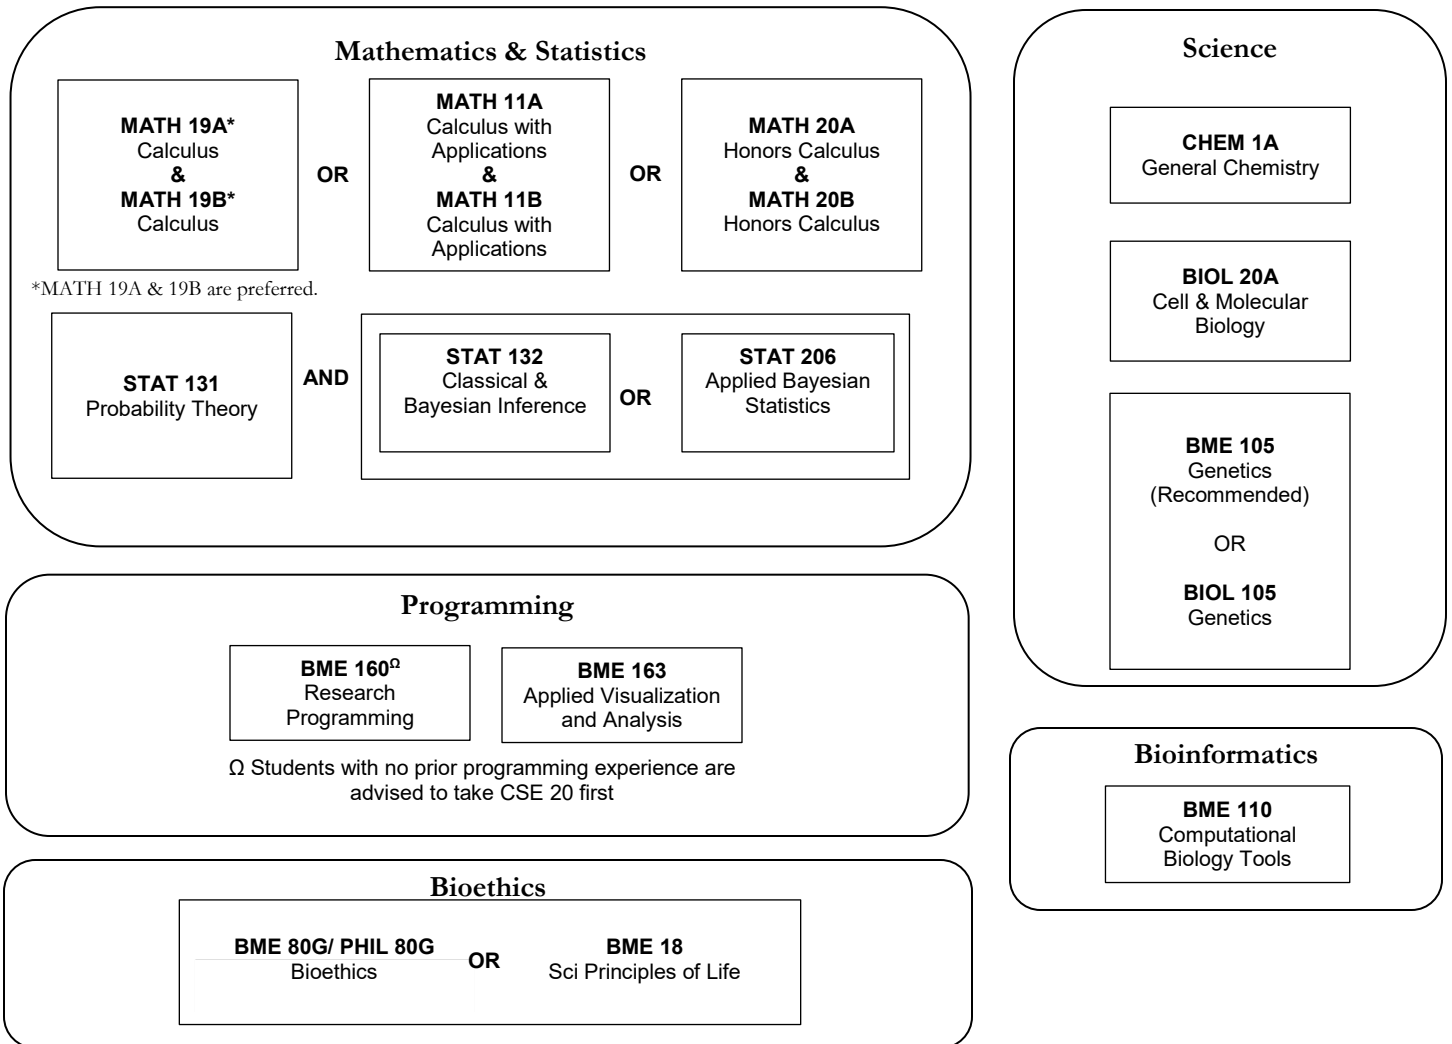 Mathematics & Statistics
MATH 19A*
Calculus
&
MATH 19B*
Calculus
OR
MATH 11A
Calculus with
Applications
&
MATH 11B
Calculus with
Applications
OR
MATH 20A
Honors Calculus
&
MATH 20B
Honors Calculus
*MATH 19A & 19B are preferred.
STAT 131
Probability Theory
AND
STAT 132
Classical &
Bayesian Inference
OR
STAT 206
Applied Bayesian
Statistics
Science
CHEM 1A
General Chemistry
BIOL 20A
Cell & Molecular
Biology
BME 105
Genetics
(Recommended)
OR
BIOL 105
Genetics
Programming
BME 160Ω
Research
Programming
BME 163
Applied Visualization
and Analysis
Ω Students with no prior programming experience are
advised to take CSE 20 first
Bioinformatics
BME 110
Computational
Biology Tools
Bioethics
BME 80G/ PHIL 80G
Bioethics
OR
BME 18
Sci Principles of Life